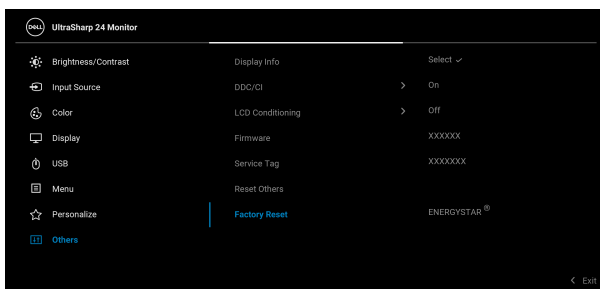 DELL UltraSharp 24 Monitor
Brightness/Contrast Display Info Select ✓
Input Source DDC/CI > On
Color LCD Conditioning > Off
Display Firmware XXXXXX
USB Service Tag XXXXXXX
Menu Reset Others
Personalize Factory Reset ENERGYSTAR ®
Others
< Exit